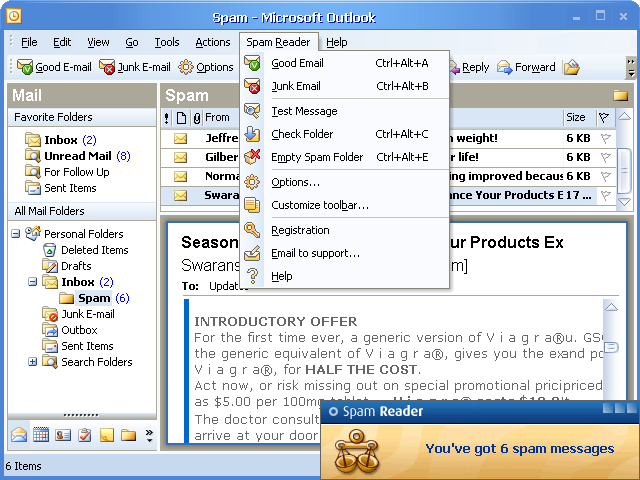 Spam - Microsoft Outlook
File Edit View Go Tools Actions Spam Reader Help
Good E-mail Junk E-mail Options Reply Forward
Good Email Ctrl+Alt+A
Junk Email Ctrl+Alt+B
Test Message
Check Folder Ctrl+Alt+C
Empty Spam Folder Ctrl+Alt+E
Options...
Customize toolbar...
Registration
Email to support...
Help
Mail
Favorite Folders
Inbox (2)
Unread Mail (8)
For Follow Up
Sent Items
All Mail Folders
Personal Folders
Deleted Items
Drafts
Inbox (2)
Spam (6)
Junk E-mail
Outbox
Sent Items
Search Folders
Spam
From Size
Jeffre weight! 6 KB
Gilber or life! 6 KB
Norma ing improved becaus 6 KB
Swara ance Your Products E 17 ...
Season ur Products Ex
Swarans m]
To: Update
INTRODUCTORY OFFER
For the first time ever, a generic version of V i a g r a®u. GS
the generic equivalent of V i a g r a®, gives you the exand po
V i a g r a®, for HALF THE COST.
Act now, or risk missing out on special promotional pricipriced
as $5.00 per 100mg
The doctor consult
arrive at your door
Spam Reader
You've got 6 spam messages
6 Items